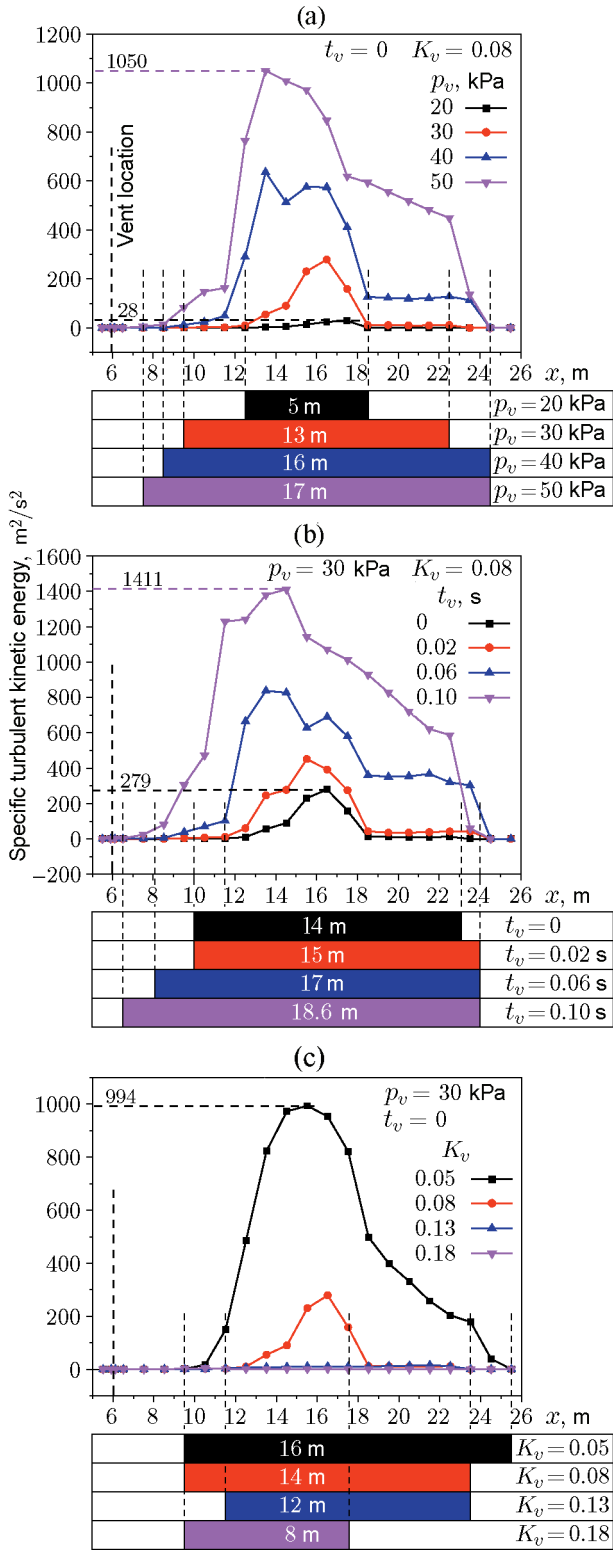 (a)
1200
1000
800
600
400
200
0
1050
28
Vent location
t_v = 0 K_v = 0.08
p_v, kPa
20
30
40
50
6 8 10 12 14 16 18 20 22 24 26
x, m
5 m p_v = 20 kPa
13 m p_v = 30 kPa
16 m p_v = 40 kPa
17 m p_v = 50 kPa
Specific turbulent kinetic energy, m²/s²
(b)
1600
1400
1200
1000
800
600
400
200
0
−200
1411
279
p_v = 30 kPa K_v = 0.08
t_v, s
0
0.02
0.06
0.10
6 8 10 12 14 16 18 20 22 24 26
x, m
14 m t_v = 0
15 m t_v = 0.02 s
17 m t_v = 0.06 s
18.6 m t_v = 0.10 s
(c)
1000
800
600
400
200
0
994
p_v = 30 kPa
t_v = 0
K_v
0.05
0.08
0.13
0.18
6 8 10 12 14 16 18 20 22 24 26
x, m
16 m K_v = 0.05
14 m K_v = 0.08
12 m K_v = 0.13
8 m K_v = 0.18